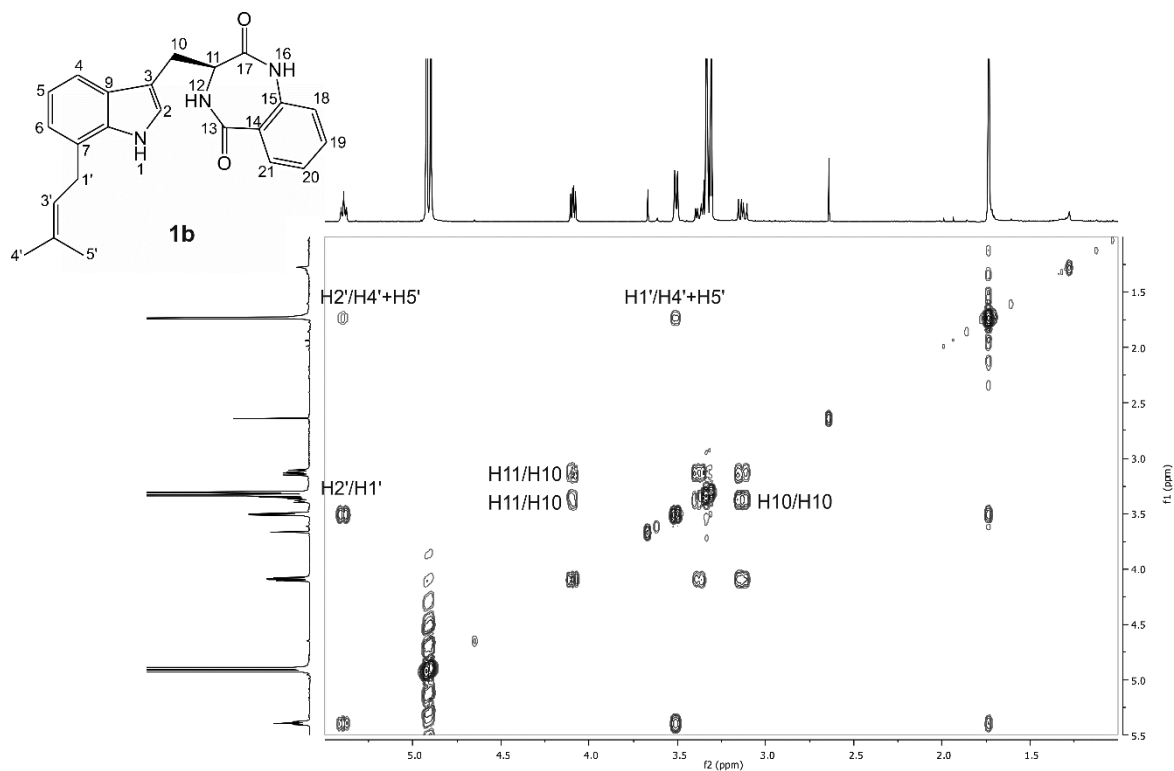 O
10
16
11
NH
4
17
3
12
HN
15
18
5
9
2
14
19
13
6
N
H
1
7
O
21
20
1'
3'
1b
4'
5'
H2'/H4'+H5'
H1'/H4'+H5'
H11/H10
H2'/H1'
H11/H10
H10/H10
1.5
2.0
2.5
3.0
3.5
4.0
4.5
5.0
5.5
f1 (ppm)
5.0 4.5 4.0 3.5 3.0 2.5 2.0 1.5
f2 (ppm)